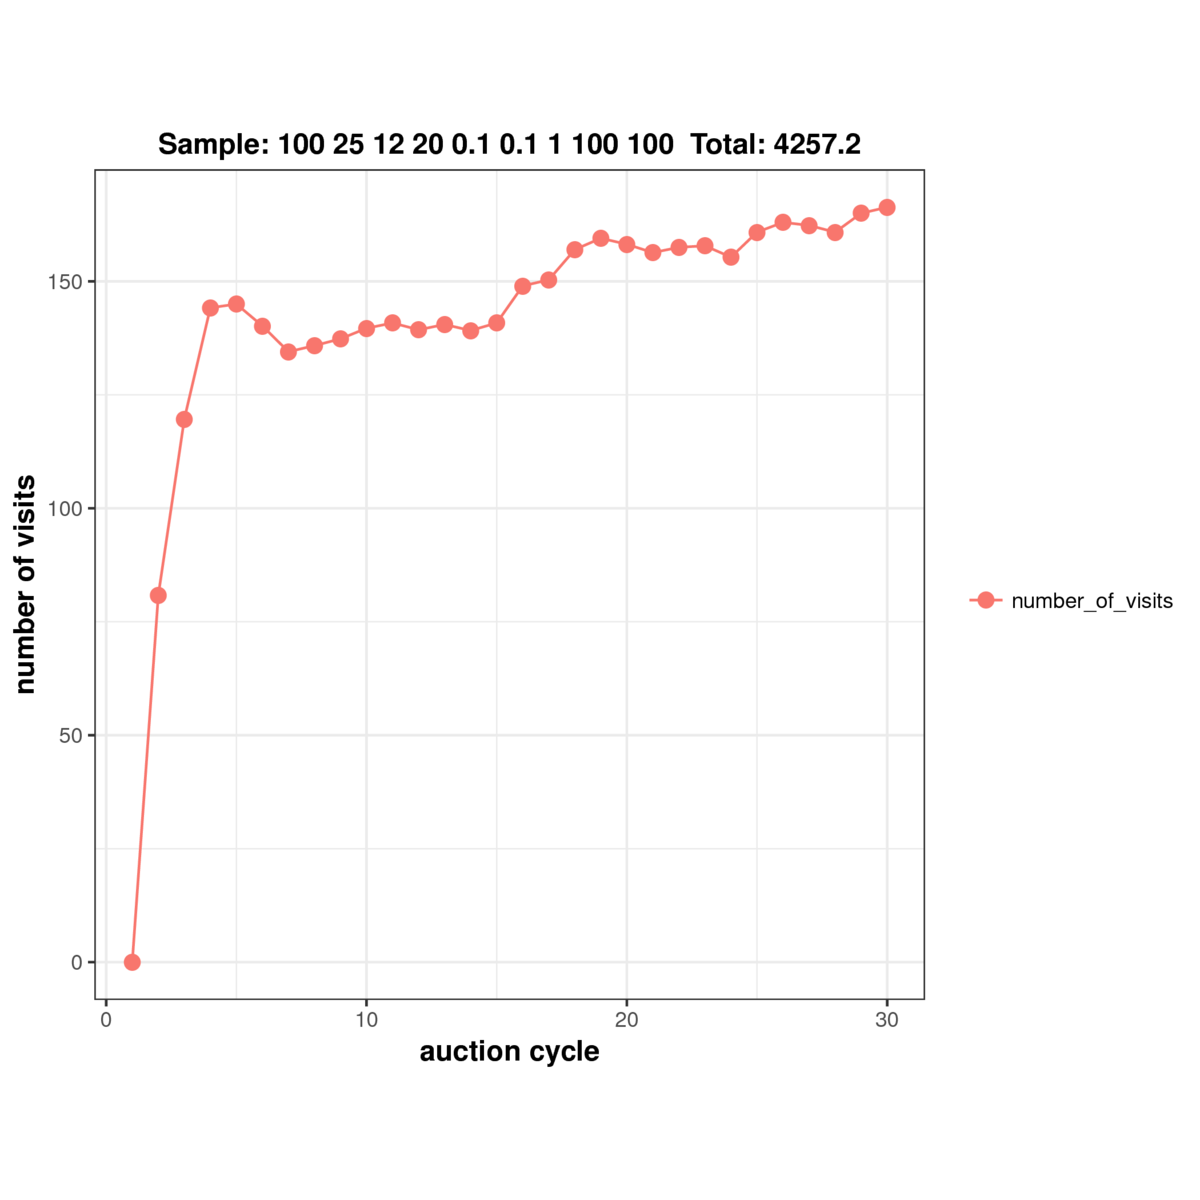 Sample: 100 25 12 20 0.1 0.1 1 100 100  Total: 4257.2
number of visits
150
100
50
0
0 10 20 30
auction cycle
number_of_visits